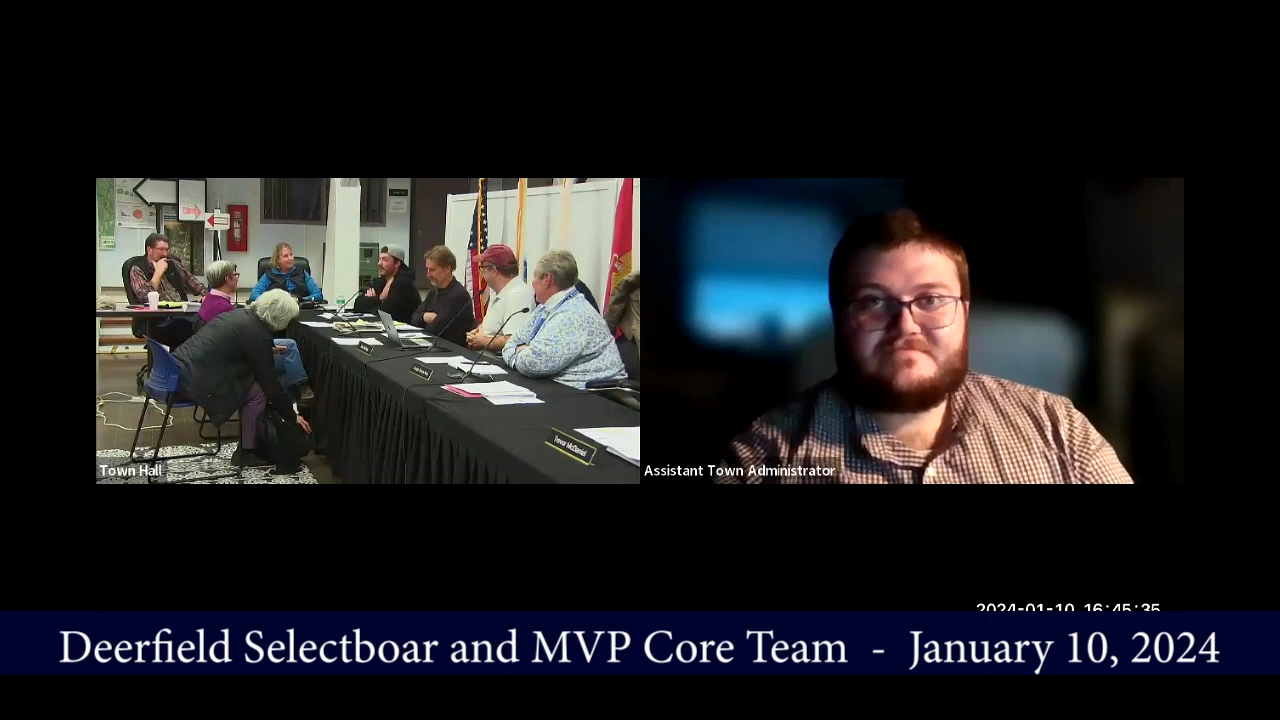 Trevor McDaniel
Town Hall
Assistant Town Administrator
2024-01-10 16:45:35
Deerfield Selectboar and MVP Core Team - January 10, 2024